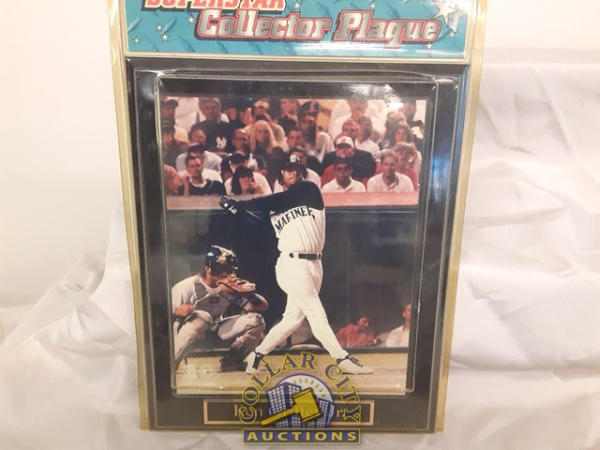 SUPERSTAR
Collector Plaque
MARINER
COLLAR CITY
AUCTIONS